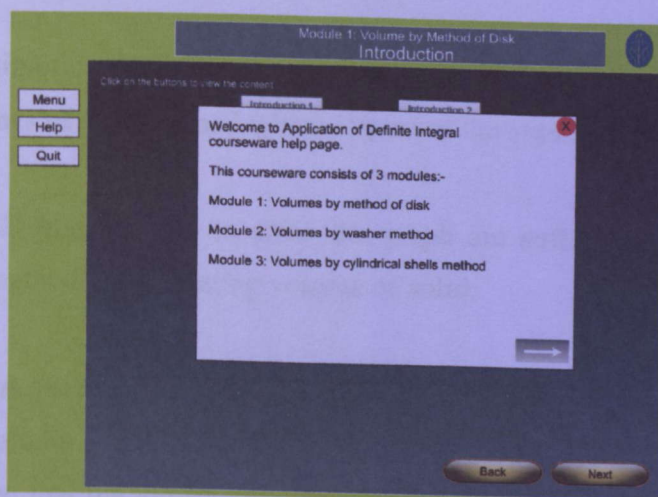 Module 1: Volume by Method of Disk
Introduction
Click on the buttons to view the content
Menu
Help
Quit
Introduction 1
Introduction 2
X
Welcome to Application of Definite Integral
courseware help page.
This courseware consists of 3 modules:-
Module 1: Volumes by method of disk
Module 2: Volumes by washer method
Module 3: Volumes by cylindrical shells method
Back
Next